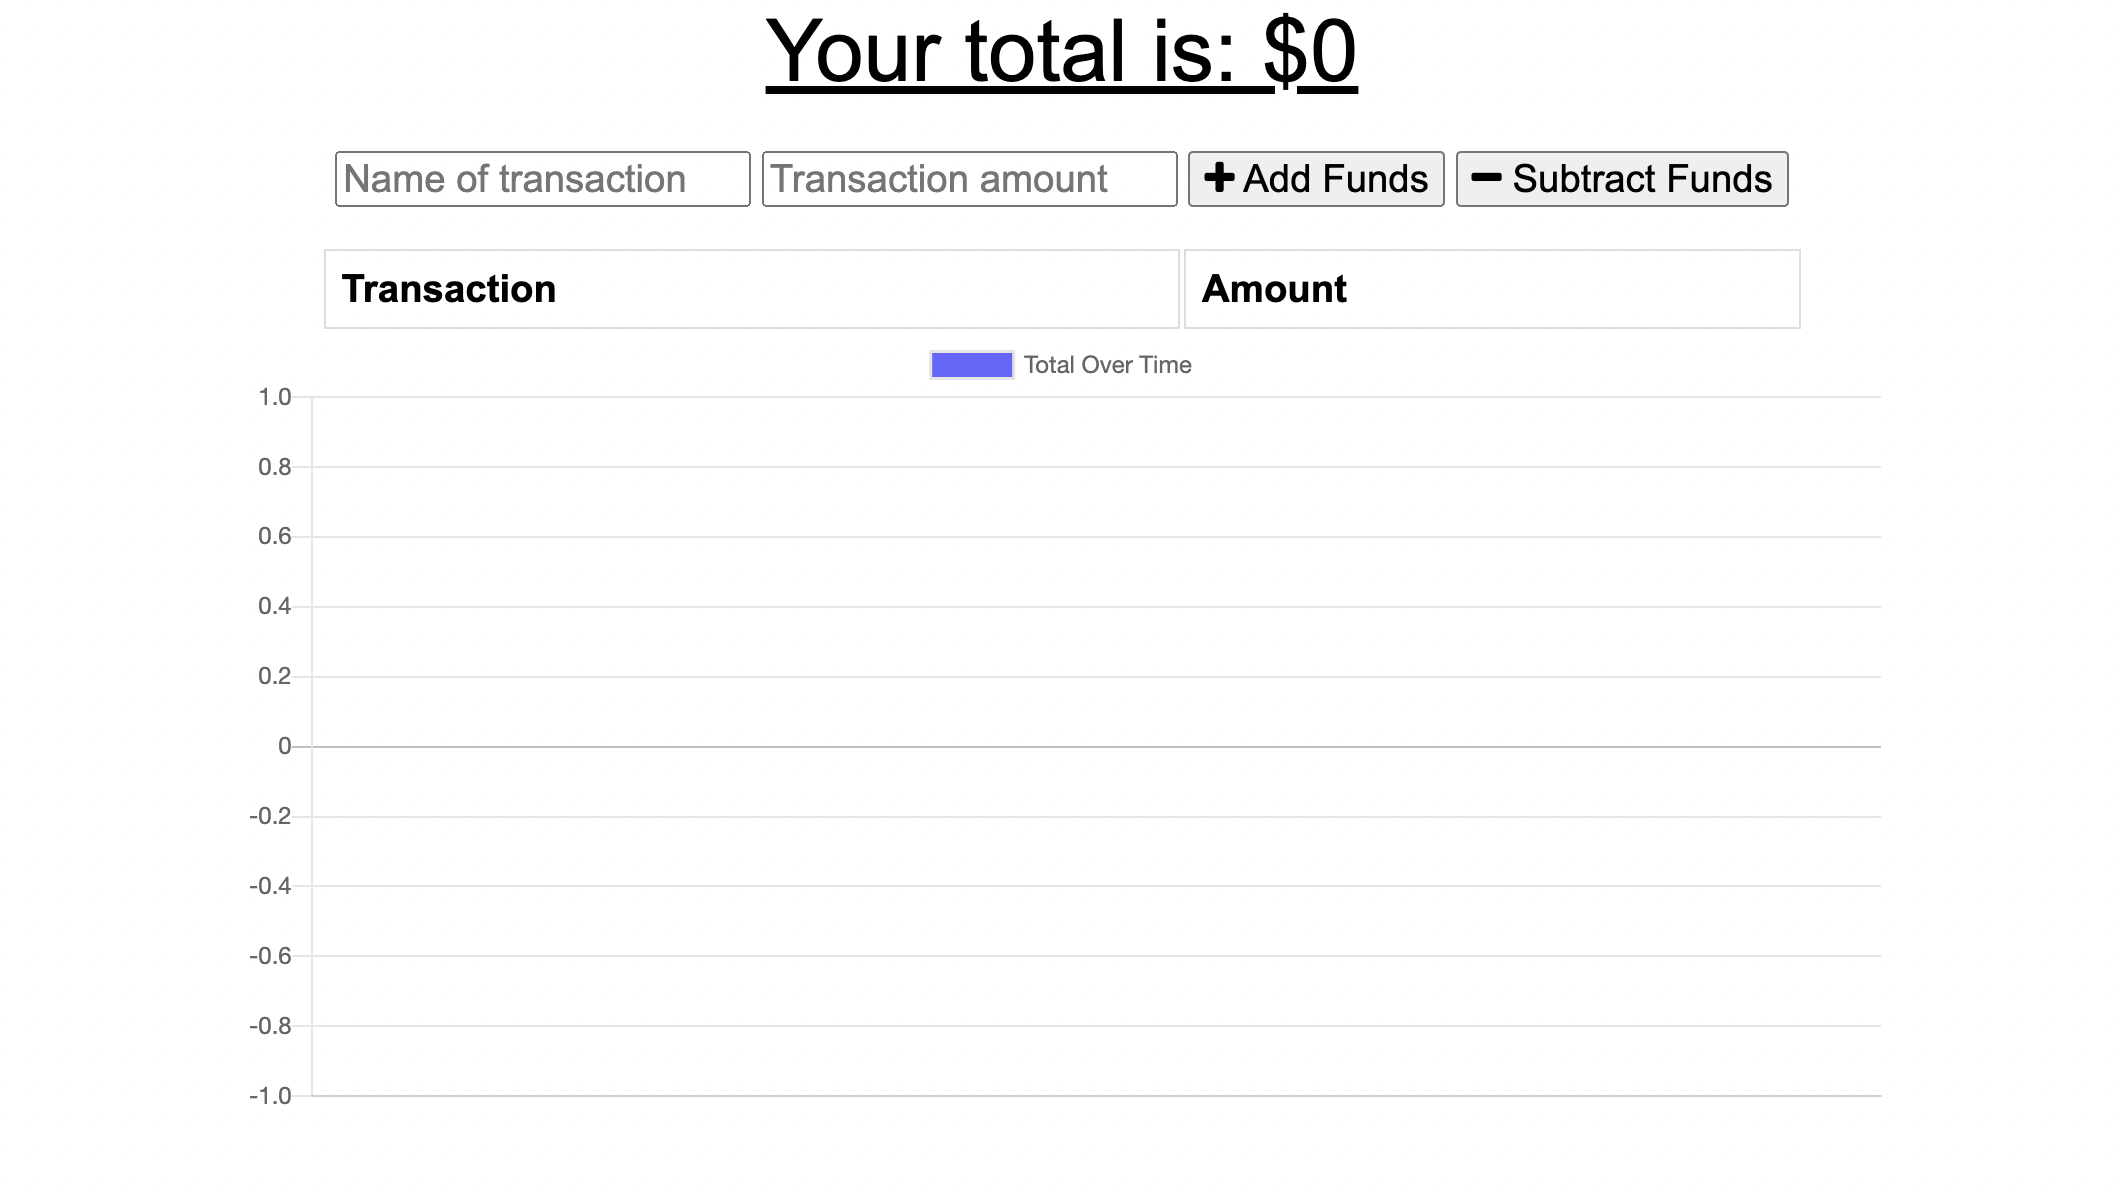 Your total is: $0
Name of transaction Transaction amount Add Funds Subtract Funds
Transaction Amount
Total Over Time
1.0
0.8
0.6
0.4
0.2
0
-0.2
-0.4
-0.6
-0.8
-1.0